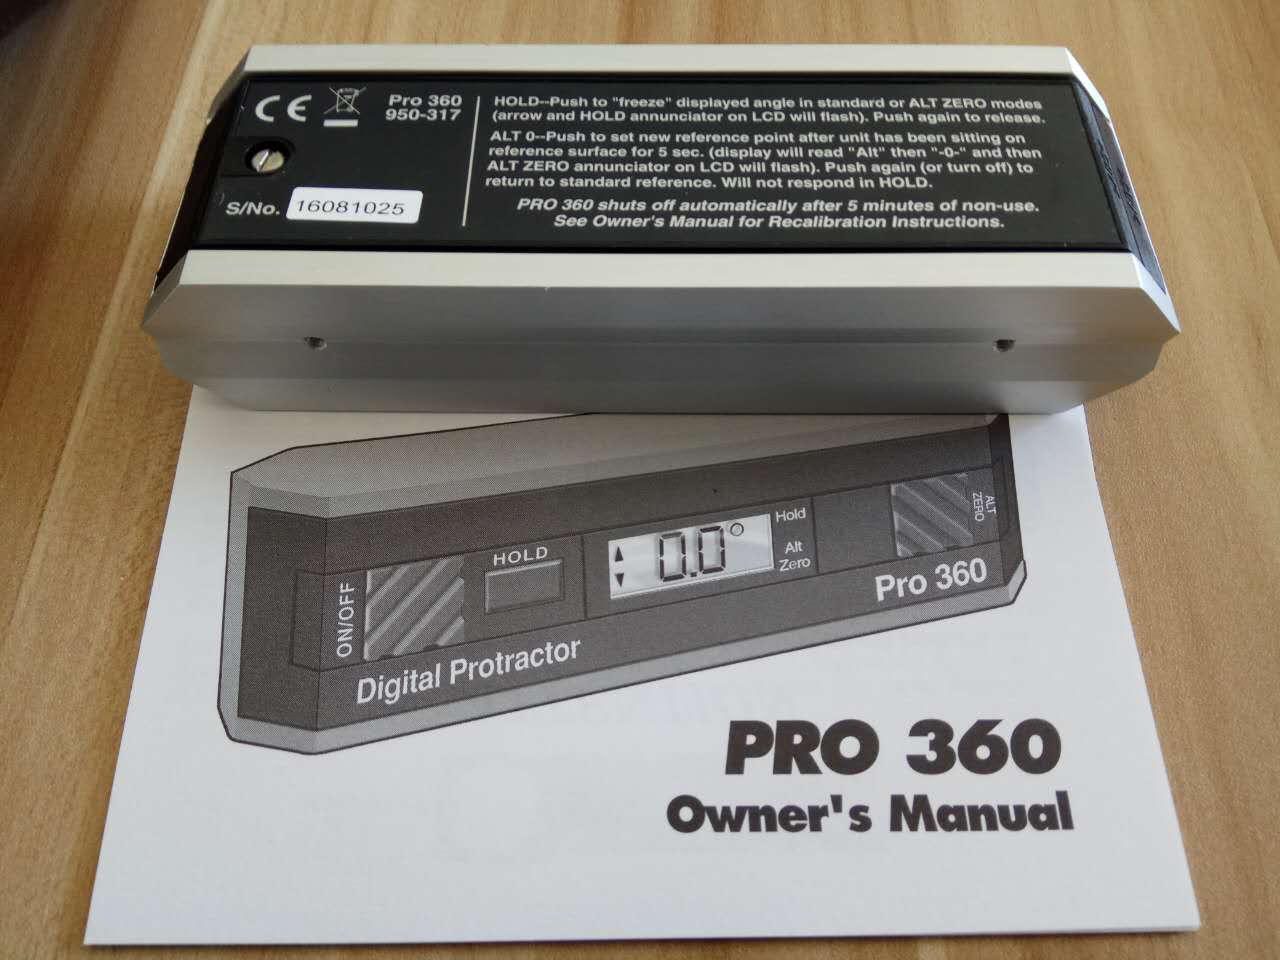 CE
Pro 360
950-317
S/No. 16081025
HOLD--Push to "freeze" displayed angle in standard or ALT ZERO modes
(arrow and HOLD annunciator on LCD will flash). Push again to release.
ALT 0--Push to set new reference point after unit has been sitting on
reference surface for 5 sec. (display will read "Alt" then "-0-" and then
ALT ZERO annunciator on LCD will flash). Push again (or turn off) to
return to standard reference. Will not respond in HOLD.
PRO 360 shuts off automatically after 5 minutes of non-use.
See Owner's Manual for Recalibration Instructions.
ON/OFF
HOLD
0.0°
Hold
Alt
Zero
ALT
ZERO
Digital Protractor
Pro 360
PRO 360
Owner's Manual